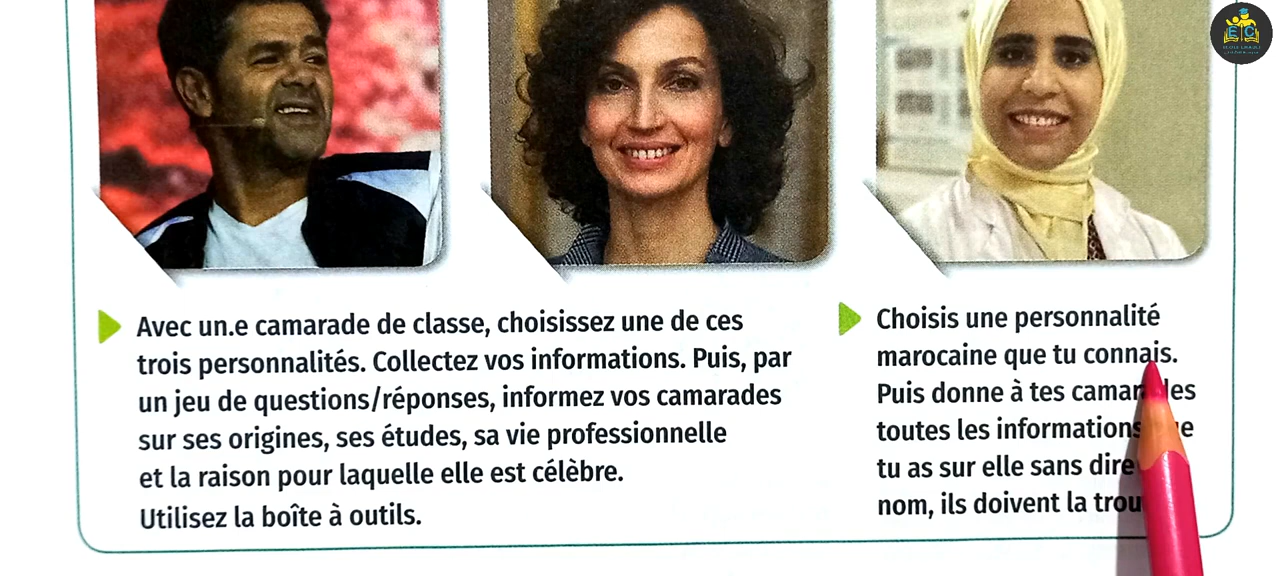 Avec un.e camarade de classe, choisissez une de ces
trois personnalités. Collectez vos informations. Puis, par
un jeu de questions/réponses, informez vos camarades
sur ses origines, ses études, sa vie professionnelle
et la raison pour laquelle elle est célèbre.
Utilisez la boîte à outils.
Choisis une personnalité
marocaine que tu connais.
Puis donne à tes
toutes les informations
tu as sur elle sans dire
nom, ils doivent la